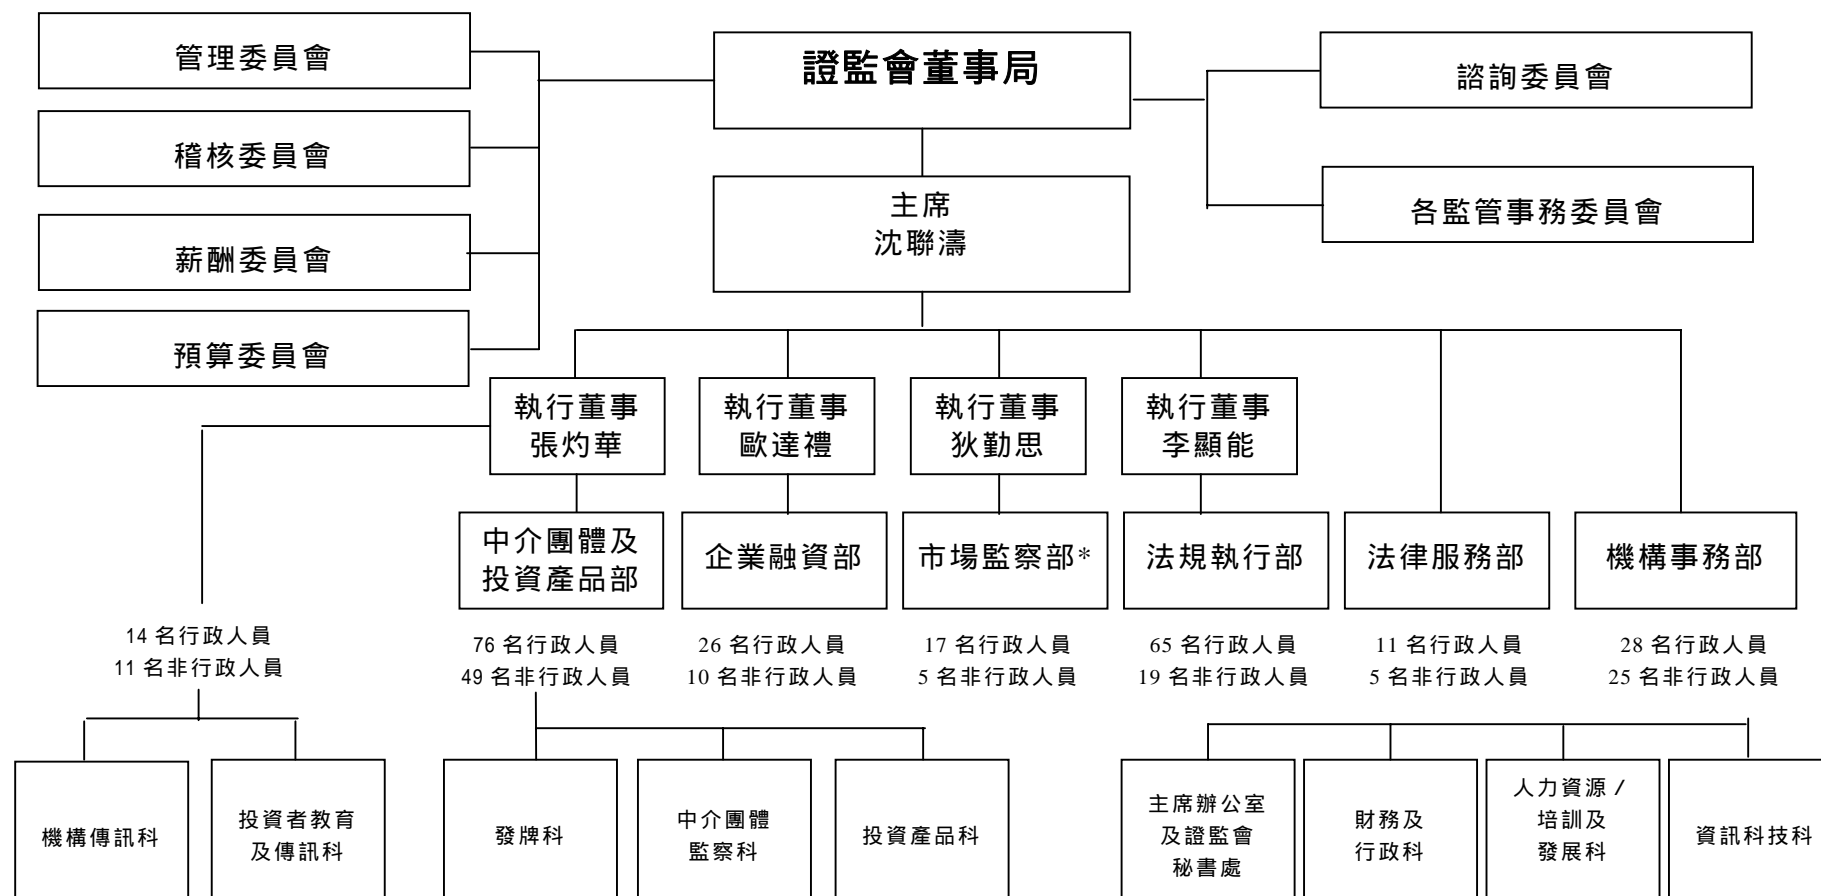 管理委員會
稽核委員會
薪酬委員會
預算委員會
證監會董事局
諮詢委員會
各監管事務委員會
主席
沈聯濤
執行董事
張灼華
執行董事
歐達禮
執行董事
狄勤思
執行董事
李顯能
中介團體及
投資產品部
企業融資部
市場監察部*
法規執行部
法律服務部
機構事務部
14 名行政人員
11 名非行政人員
76 名行政人員
49 名非行政人員
26 名行政人員
10 名非行政人員
17 名行政人員
5 名非行政人員
65 名行政人員
19 名非行政人員
11 名行政人員
5 名非行政人員
28 名行政人員
25 名非行政人員
機構傳訊科
投資者教育
及傳訊科
發牌科
中介團體
監察科
投資產品科
主席辦公室
及證監會
秘書處
財務及
行政科
人力資源 /
培訓及
發展科
資訊科技科